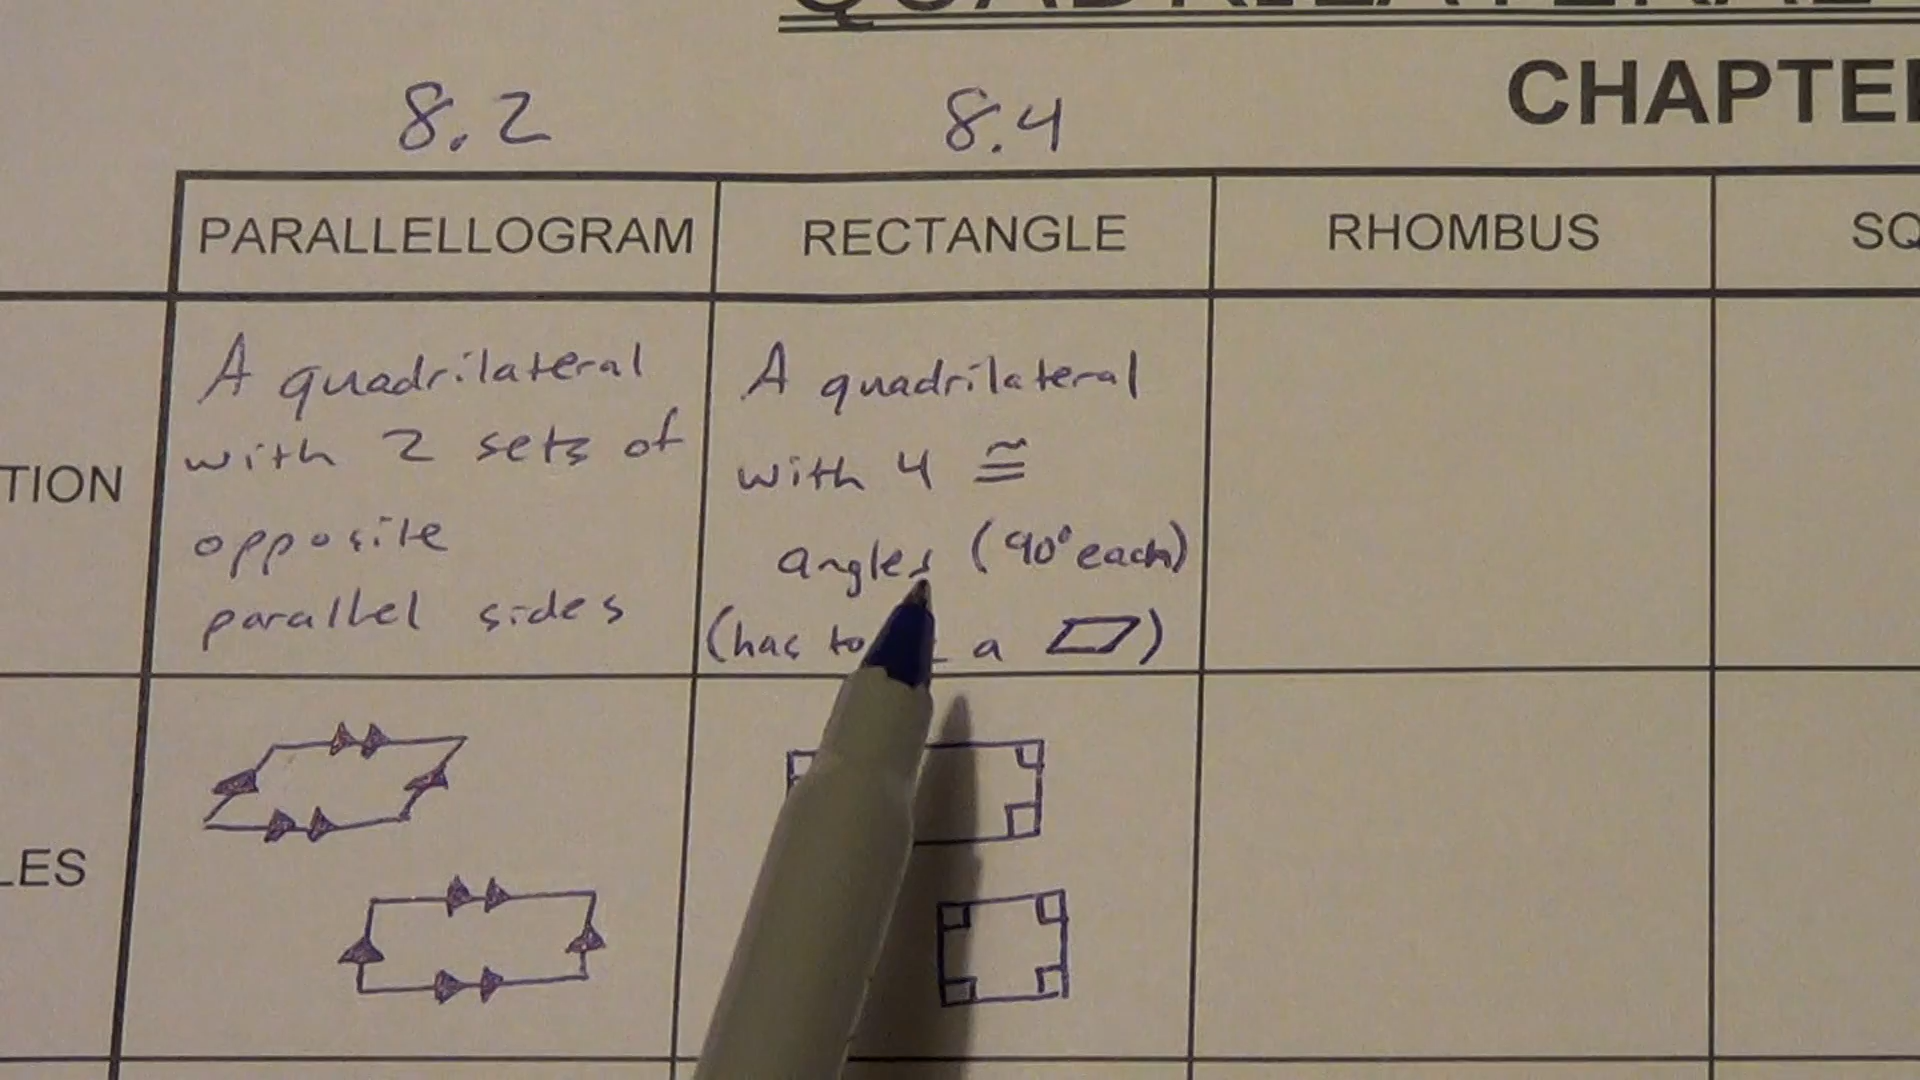 CHAPTE
8.2 8.4
PARALLELLOGRAM RECTANGLE RHOMBUS SQ
TION
A quadrilateral
with 2 sets of
opposite
parallel sides
A quadrilateral
with 4 ≅
angles (90° each)
(has to a ▱)
LES